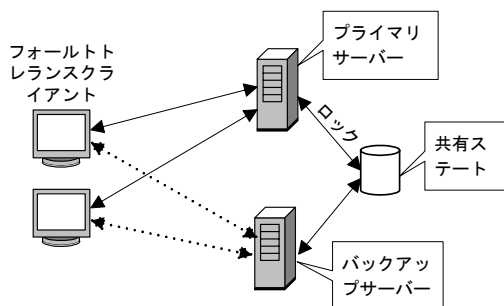 フォールトト
レランスクラ
イアント
プライマリ
サーバー
ロック
共有ス
テート
バックアッ
プサーバー